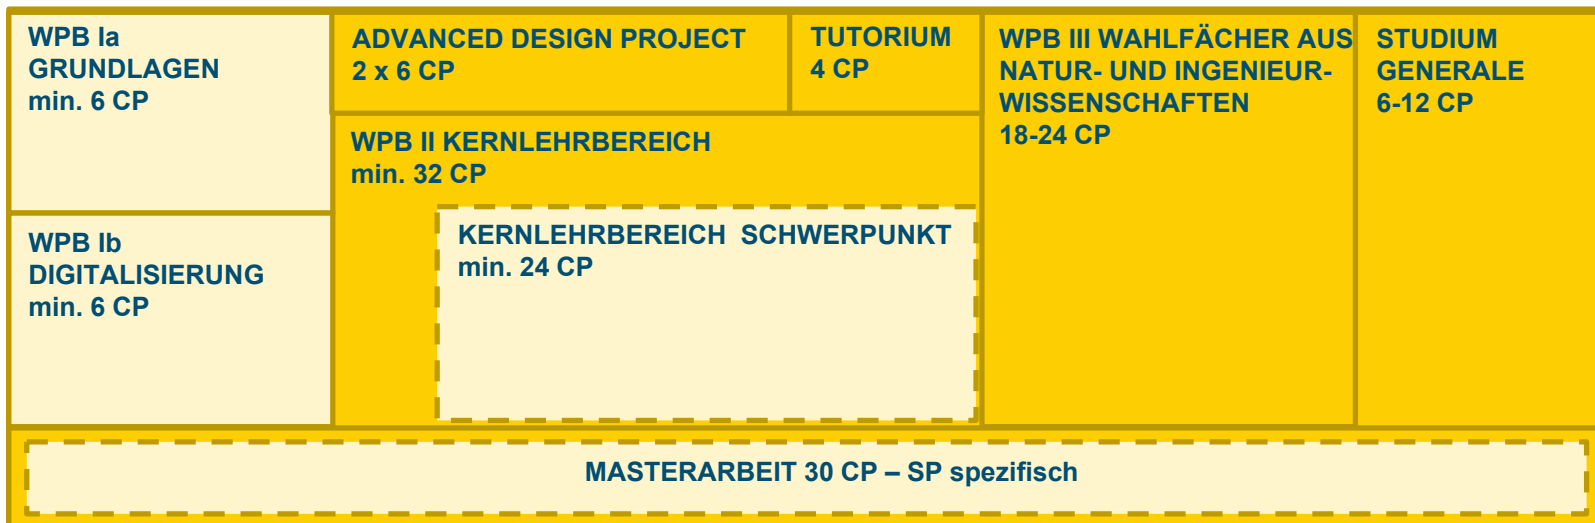 WPB Ia
GRUNDLAGEN
min. 6 CP
ADVANCED DESIGN PROJECT
2 x 6 CP
TUTORIUM
4 CP
WPB III WAHLFÄCHER AUS
NATUR- UND INGENIEUR-
WISSENSCHAFTEN
18-24 CP
STUDIUM
GENERALE
6-12 CP
WPB II KERNLEHRBEREICH
min. 32 CP
WPB Ib
DIGITALISIERUNG
min. 6 CP
KERNLEHRBEREICH SCHWERPUNKT
min. 24 CP
MASTERARBEIT 30 CP – SP spezifisch